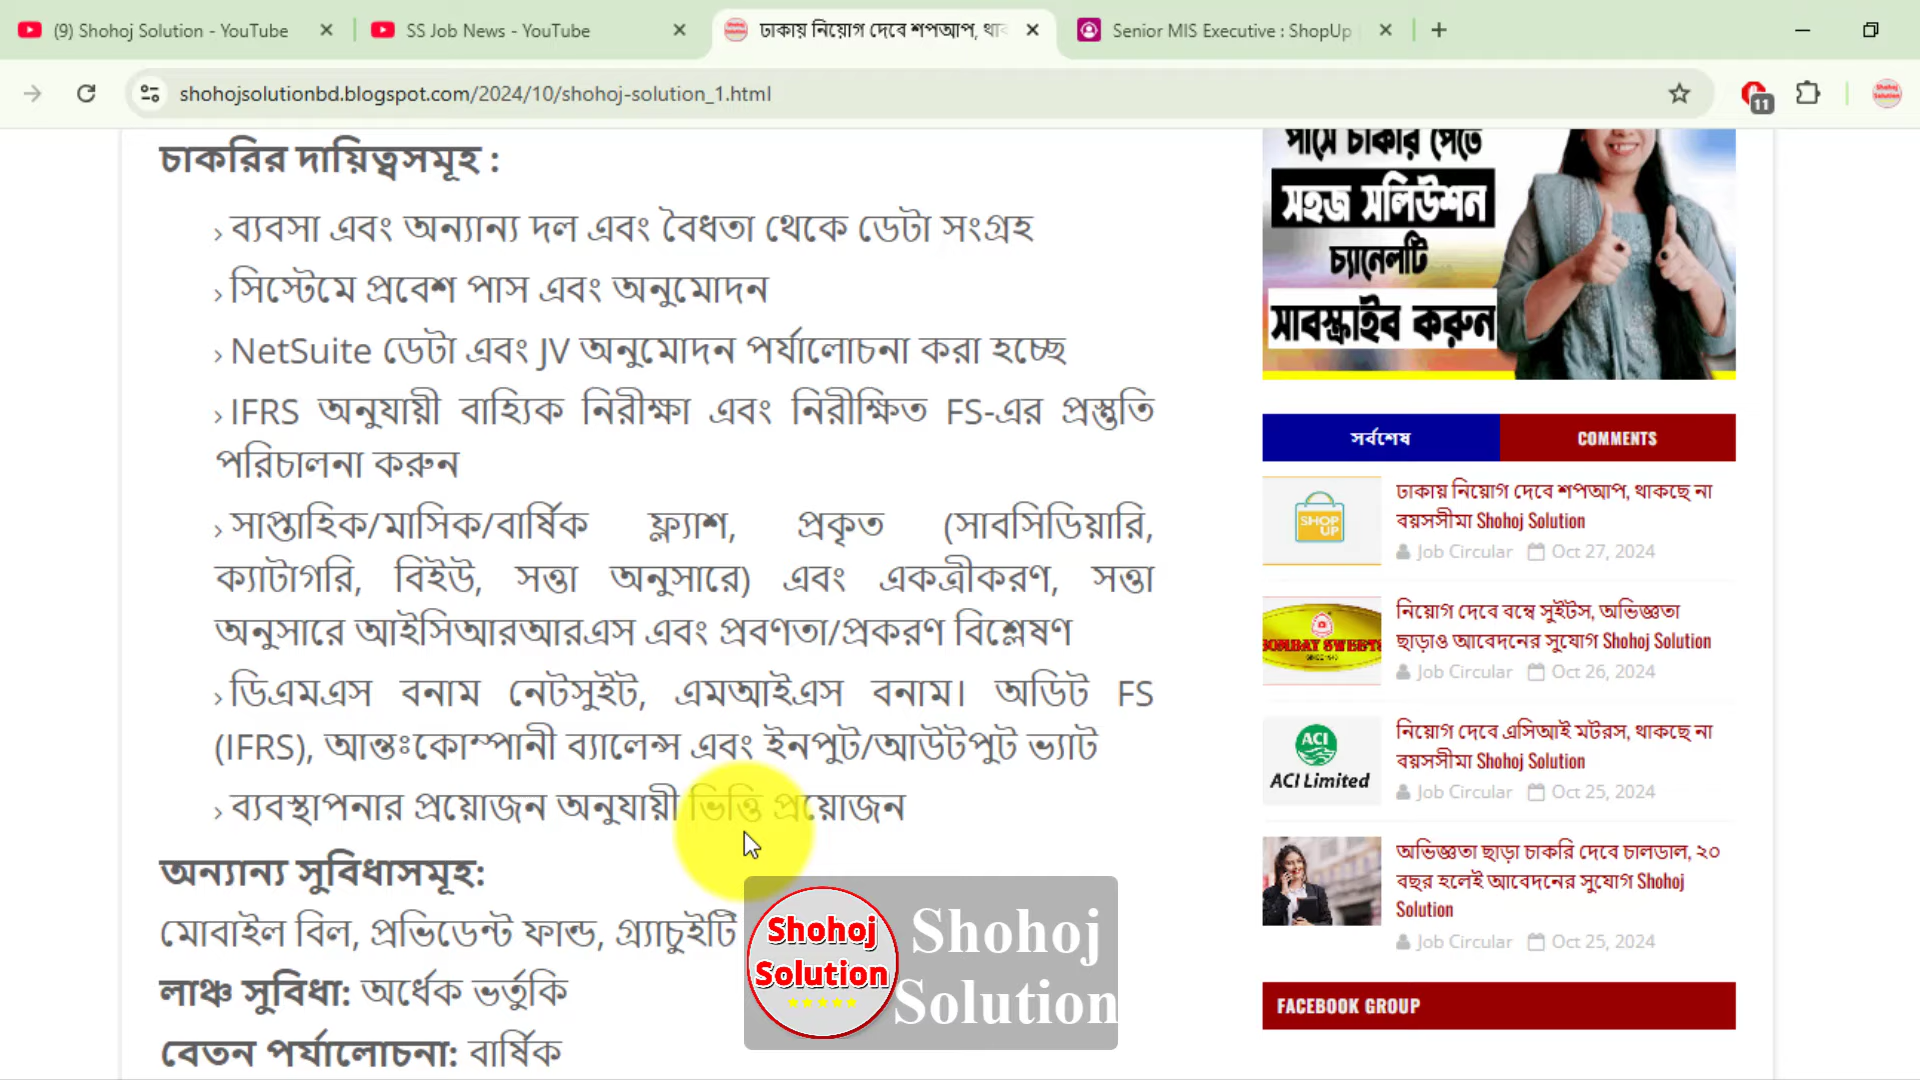 (9) Shohoj Solution - YouTube
SS Job News - YouTube
ঢাকায় নিয়োগ দেবে শপআপ, থাক
Senior MIS Executive : ShopUp
shohojsolutionbd.blogspot.com/2024/10/shohoj-solution_1.html
11
চাকরির দায়িত্বসমূহ :
› ব্যবসা এবং অন্যান্য দল এবং বৈধতা থেকে ডেটা সংগ্রহ
› সিস্টেমে প্রবেশ পাস এবং অনুমোদন
› NetSuite ডেটা এবং JV অনুমোদন পর্যালোচনা করা হচ্ছে
› IFRS অনুযায়ী বাহ্যিক নিরীক্ষা এবং নিরীক্ষিত FS-এর প্রস্তুতি
পরিচালনা করুন
› সাপ্তাহিক/মাসিক/বার্ষিক ফ্ল্যাশ, প্রকৃত (সাবসিডিয়ারি,
ক্যাটাগরি, বিইউ, সত্তা অনুসারে) এবং একত্রীকরণ, সত্তা
অনুসারে আইসিআরআরএস এবং প্রবণতা/প্রকরণ বিশ্লেষণ
› ডিএমএস বনাম নেটসুইট, এমআইএস বনাম। অডিট FS
(IFRS), আন্তঃকোম্পানী ব্যালেন্স এবং ইনপুট/আউটপুট ভ্যাট
› ব্যবস্থাপনার প্রয়োজন অনুযায়ী ভিত্তি প্রয়োজন
অন্যান্য সুবিধাসমূহ:
মোবাইল বিল, প্রভিডেন্ট ফান্ড, গ্র্যাচুইটি
লাঞ্চ সুবিধা: অর্ধেক ভর্তুকি
বেতন পর্যালোচনা: বার্ষিক
Shohoj
Solution
Shohoj
Solution
পাসে চাকরি পেতে
সহজ সলিউশন
চ্যানেলটি
সাবস্ক্রাইব করুন
সর্বশেষ
COMMENTS
SHOP
UP
ঢাকায় নিয়োগ দেবে শপআপ, থাকছে না
বয়সসীমা Shohoj Solution
Job Circular Oct 27, 2024
BOMBAY SWEETS
নিয়োগ দেবে বম্বে সুইটস, অভিজ্ঞতা
ছাড়াও আবেদনের সুযোগ Shohoj Solution
Job Circular Oct 26, 2024
ACI
ACI Limited
নিয়োগ দেবে এসিআই মটরস, থাকছে না
বয়সসীমা Shohoj Solution
Job Circular Oct 25, 2024
অভিজ্ঞতা ছাড়া চাকরি দেবে চালডাল, ২০
বছর হলেই আবেদনের সুযোগ Shohoj
Solution
Job Circular Oct 25, 2024
FACEBOOK GROUP